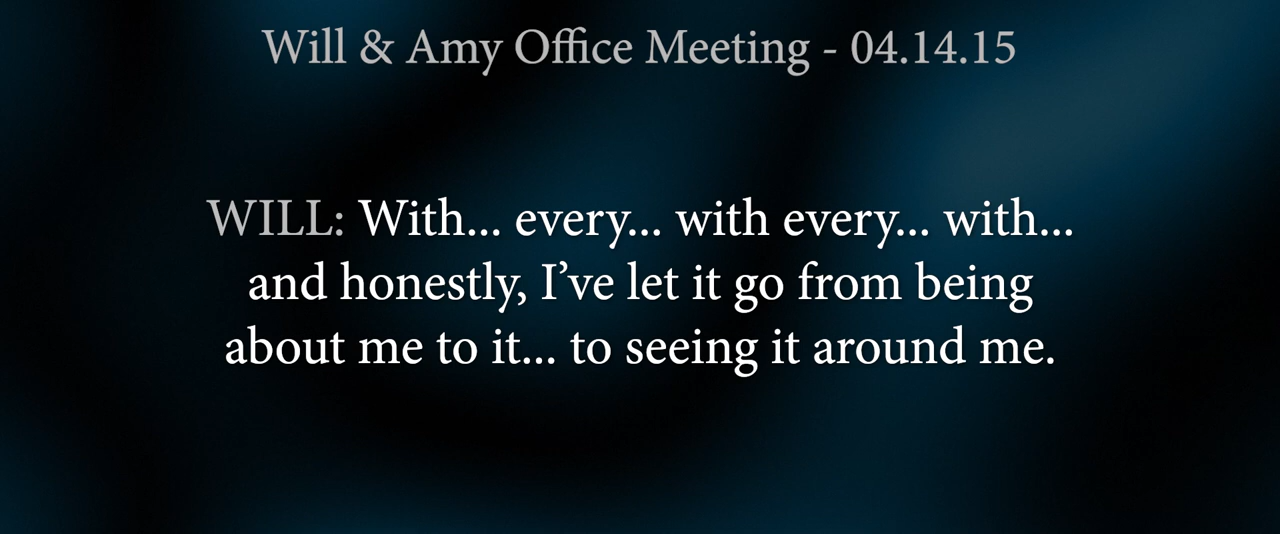 Will & Amy Office Meeting - 04.14.15
WILL: With... every... with every... with...
and honestly, I’ve let it go from being
about me to it... to seeing it around me.